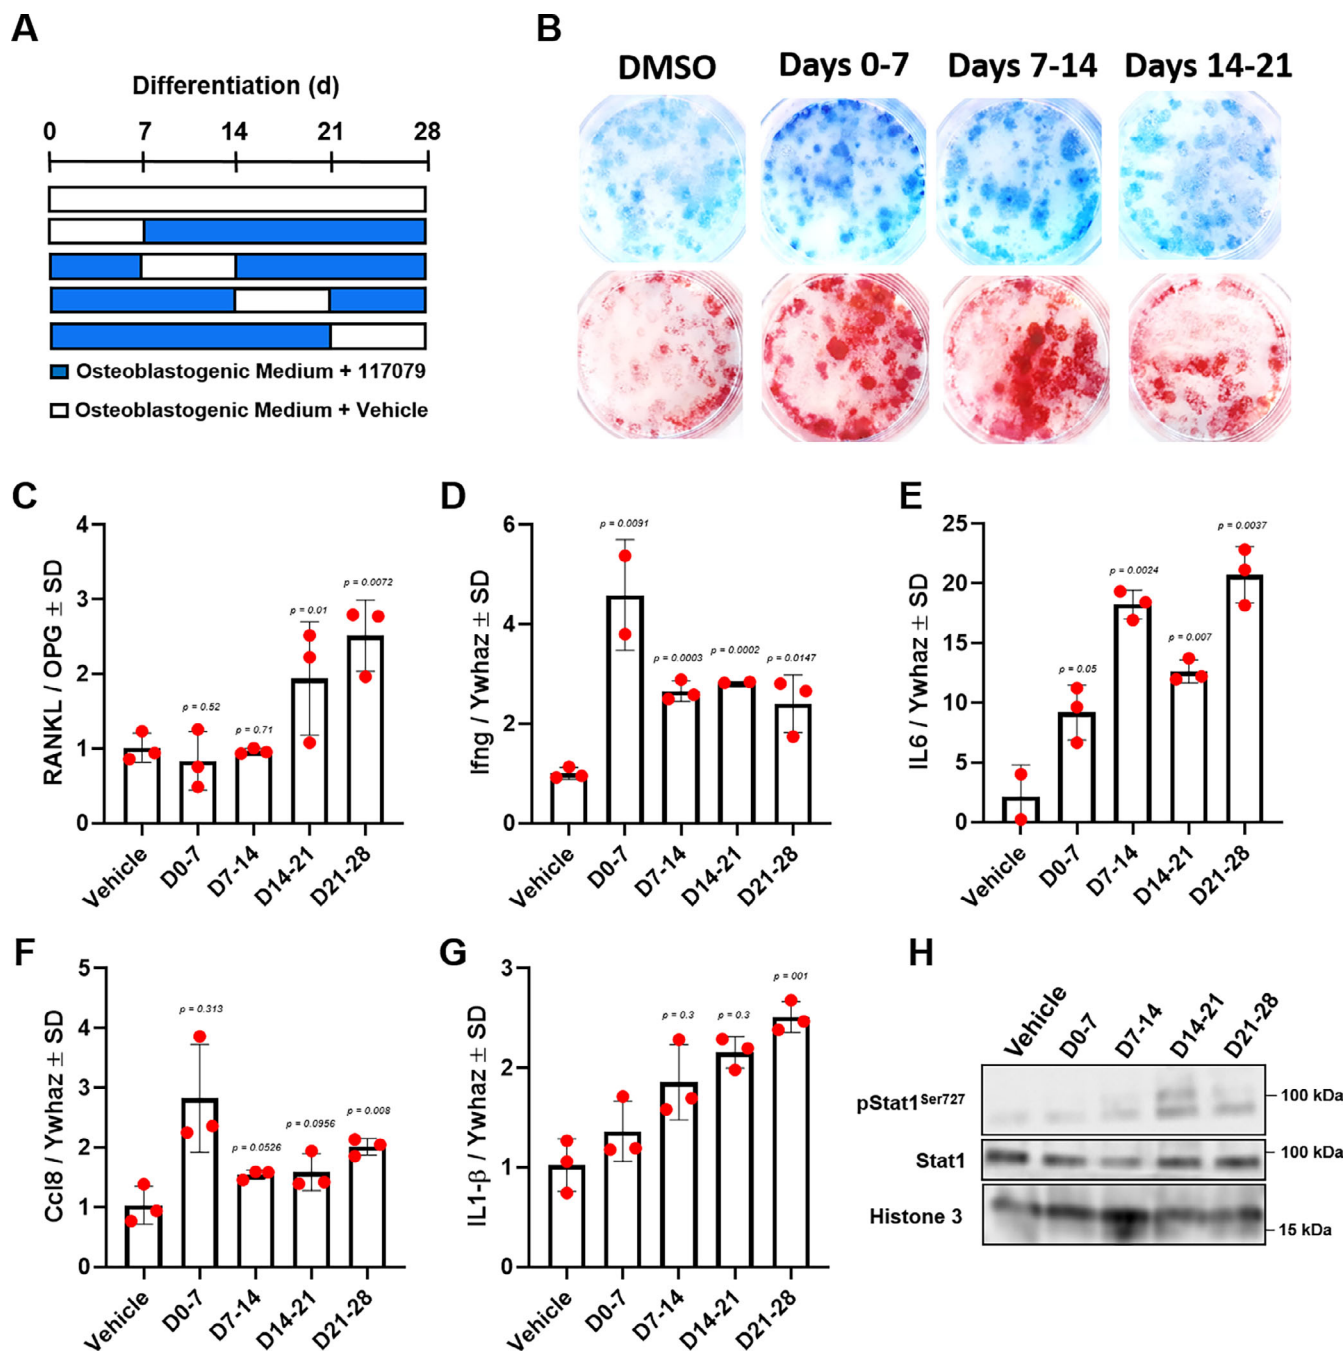 A
Differentiation (d)
0 7 14 21 28
Osteoblastogenic Medium + 117079
Osteoblastogenic Medium + Vehicle
B
DMSO Days 0-7 Days 7-14 Days 14-21
C
RANKL / OPG ± SD
4
3
2
1
0
p = 0.52
p = 0.71
p = 0.01
p = 0.0072
Vehicle D0-7 D7-14 D14-21 D21-28
D
Ifng / Ywhaz ± SD
6
4
2
0
p = 0.0091
p = 0.0003
p = 0.0002
p = 0.0147
Vehicle D0-7 D7-14 D14-21 D21-28
E
IL6 / Ywhaz ± SD
25
20
15
10
5
0
p = 0.05
p = 0.0024
p = 0.007
p = 0.0037
Vehicle D0-7 D7-14 D14-21 D21-28
F
Ccl8 / Ywhaz ± SD
5
4
3
2
1
0
p = 0.313
p = 0.0526
p = 0.0956
p = 0.008
Vehicle D0-7 D7-14 D14-21 D21-28
G
IL1-β / Ywhaz ± SD
3
2
1
0
p = 0.3
p = 0.3
p = 001
Vehicle D0-7 D7-14 D14-21 D21-28
H
Vehicle D0-7 D7-14 D14-21 D21-28
pStat1Ser727 100 kDa
Stat1 100 kDa
Histone 3 15 kDa